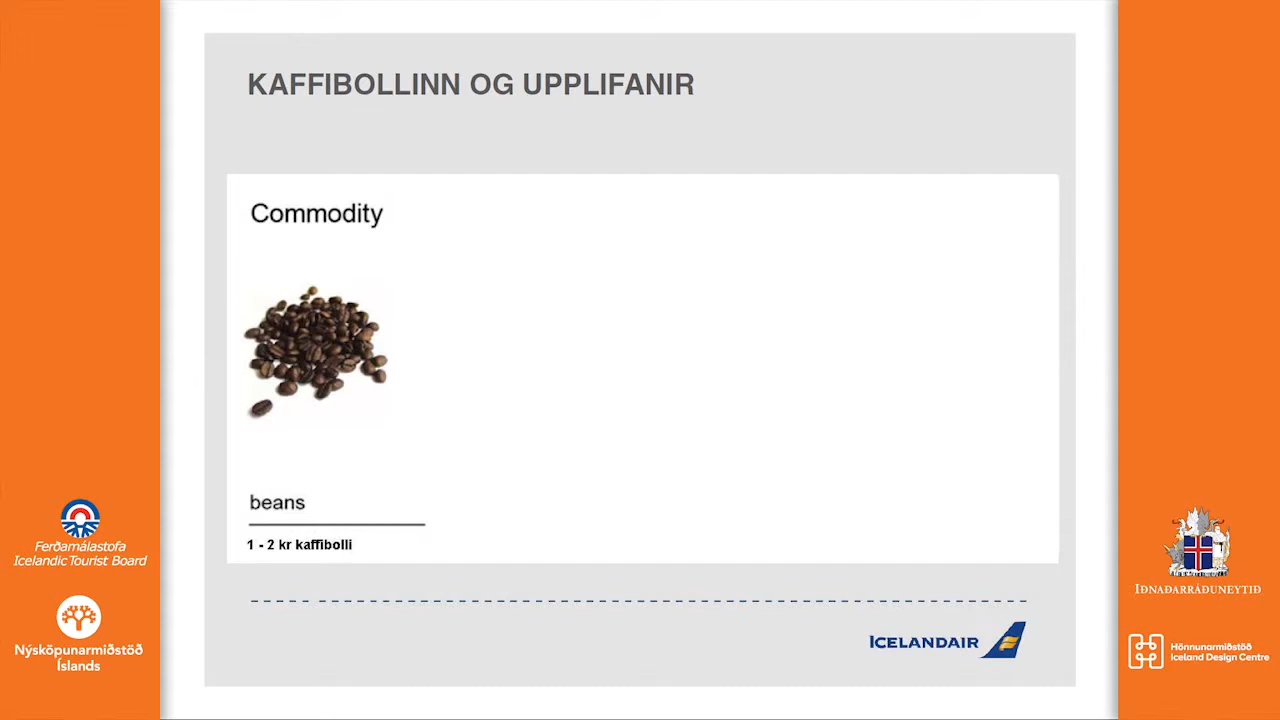 KAFFIBOLLINN OG UPPLIFANIR
Commodity
beans
1 - 2 kr kaffibolli
ICELANDAIR
Ferðamálastofa
Icelandic Tourist Board
Nýsköpunarmiðstöð
Íslands
IÐNAÐARRÁÐUNEYTIÐ
Hönnunarmiðstöð
Iceland Design Centre